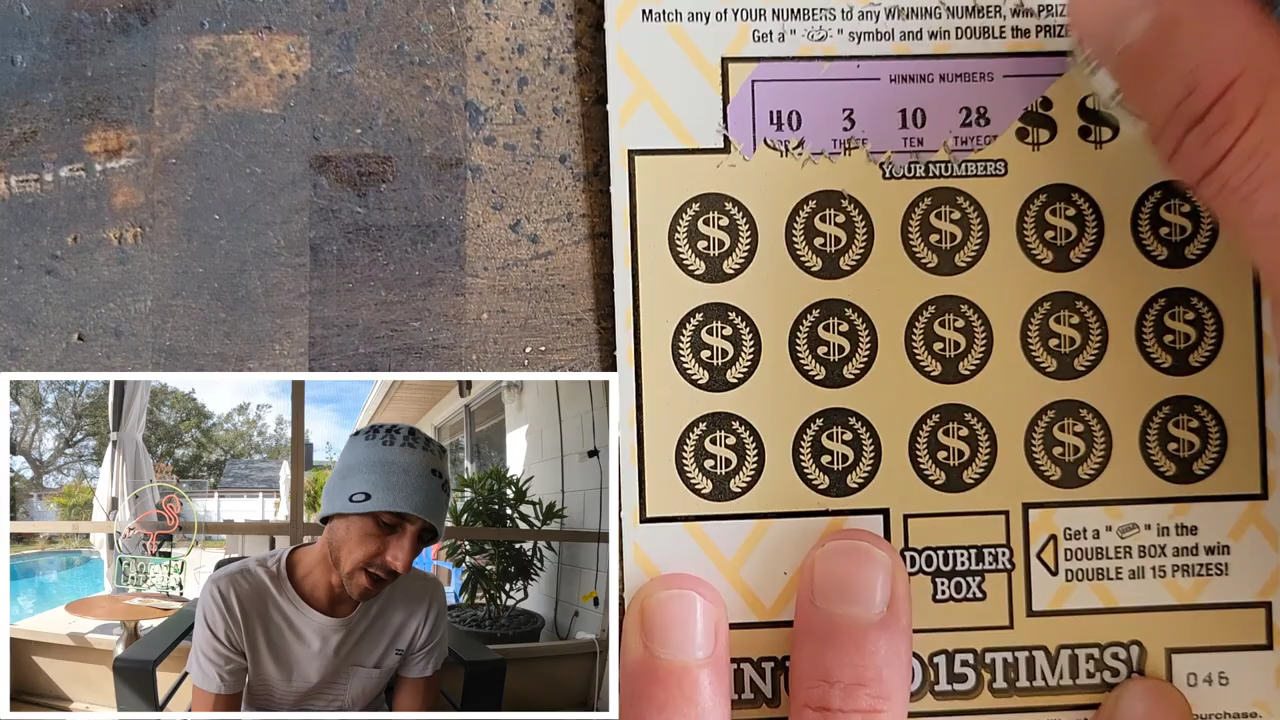 Match any of YOUR NUMBERS to any WINNING NUMBER, win
Get a " " symbol and win DOUBLE the PRIZE
WINNING NUMBERS
40 3 10 28 $ $
TEN
YOUR NUMBERS
$ $ $ $ $
$ $ $ $ $
$ $ $ $ $
DOUBLER
BOX
Get a " " in the
DOUBLER BOX and win
DOUBLE all 15 PRIZES!
15 TIMES!
046